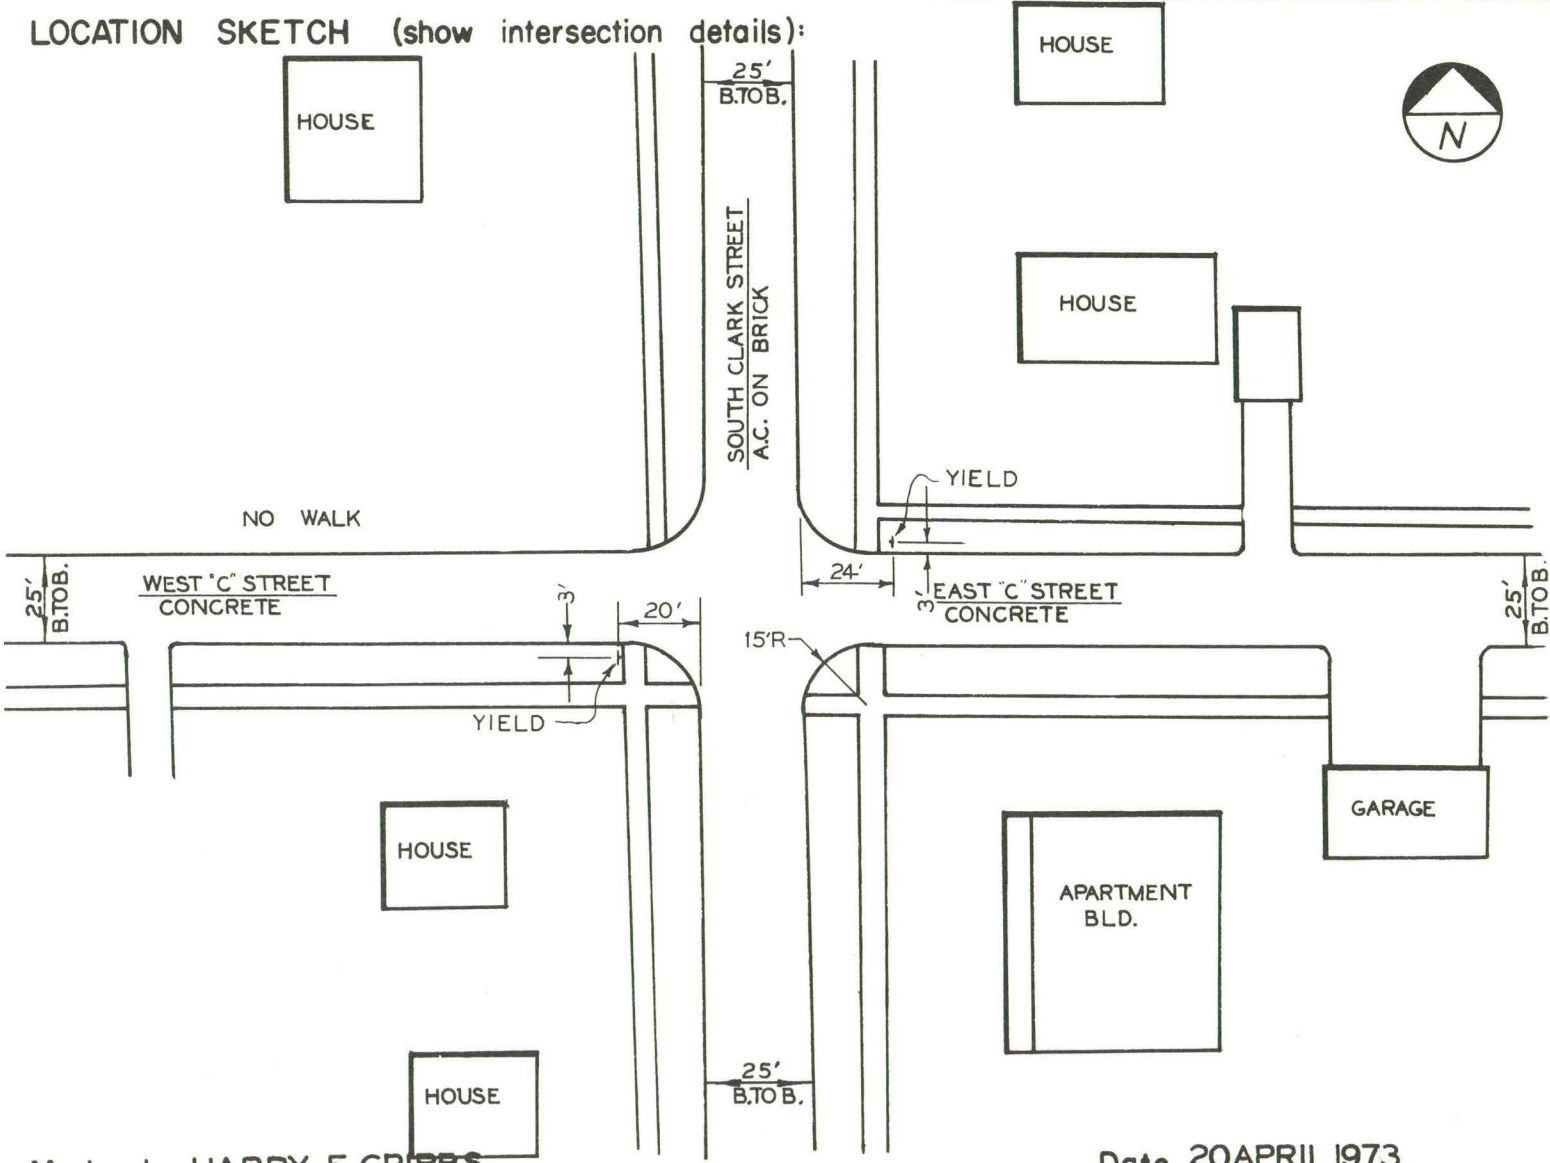 LOCATION SKETCH (show intersection details):
HOUSE
25'
B.TO B.
HOUSE
N
SOUTH CLARK STREET
A.C. ON BRICK
HOUSE
YIELD
NO WALK
25'
B.TO B.
WEST "C" STREET
CONCRETE
3'
20'
24'
3'
EAST "C" STREET
CONCRETE
25'
B.TO B.
15'R
YIELD
HOUSE
GARAGE
APARTMENT
BLD.
25'
B.TO B.
HOUSE
HARRY E. GRIBBS
Date 20 APRIL 1973